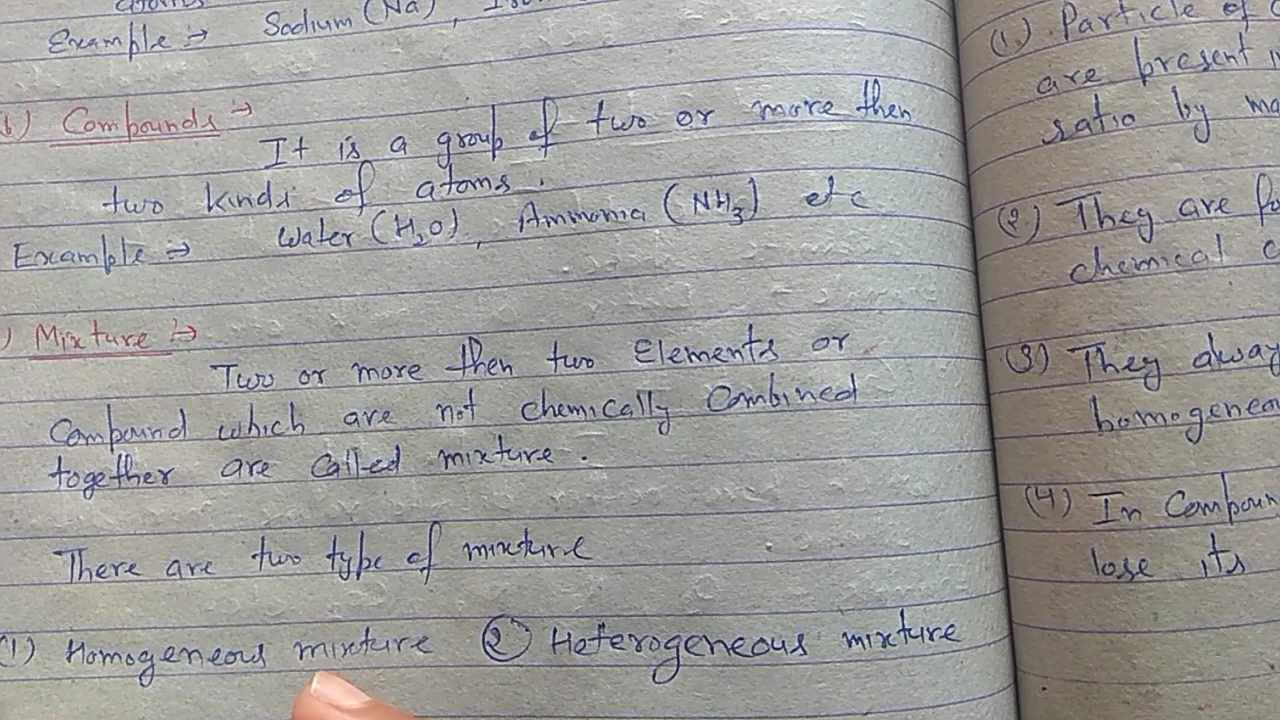 Example → Sodium (Na),
b) Compounds →
It is a group of two or more then
two kinds of atoms.
Example → Water (H₂O), Ammonia (NH₃) etc
) Mixture →
Two or more then two Elements or
Compound which are not chemically Combined
together are Called mixture.
There are two type of mixture
(1) Homogeneous mixture ② Heterogeneous mixture
(1) Particle of
are present
ratio by
(2) They are
chemical
(3) They
(4) In
lose its